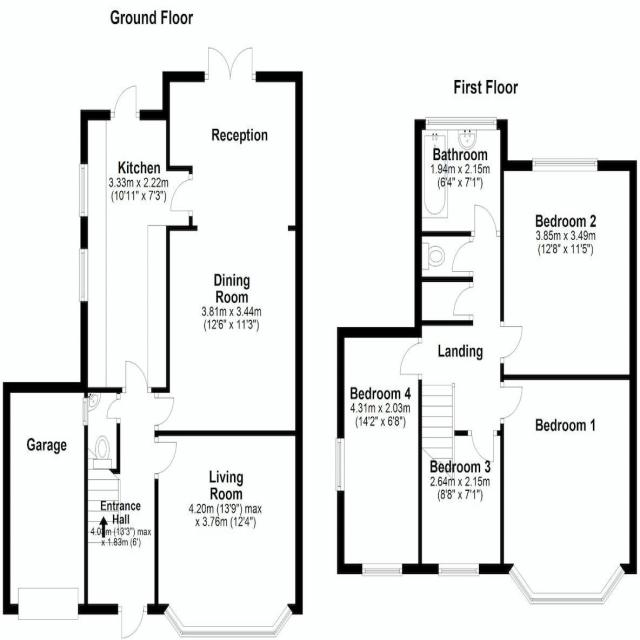 Ground Floor
Reception
Kitchen
3.33m x 2.22m
(10'11" x 7'3")
Dining
Room
3.81m x 3.44m
(12'6" x 11'3")
Garage
Living
Room
4.20m (13'9") max
x 3.76m (12'4")
Entrance
Hall
(13'3") max
x 1.83m (6')
First Floor
Bathroom
1.94m x 2.15m
(6'4" x 7'1")
Bedroom 2
3.85m x 3.49m
(12'8" x 11'5")
Landing
Bedroom 4
4.31m x 2.03m
(14'2" x 6'8")
Bedroom 1
Bedroom 3
2.64m x 2.15m
(8'8" x 7'1")